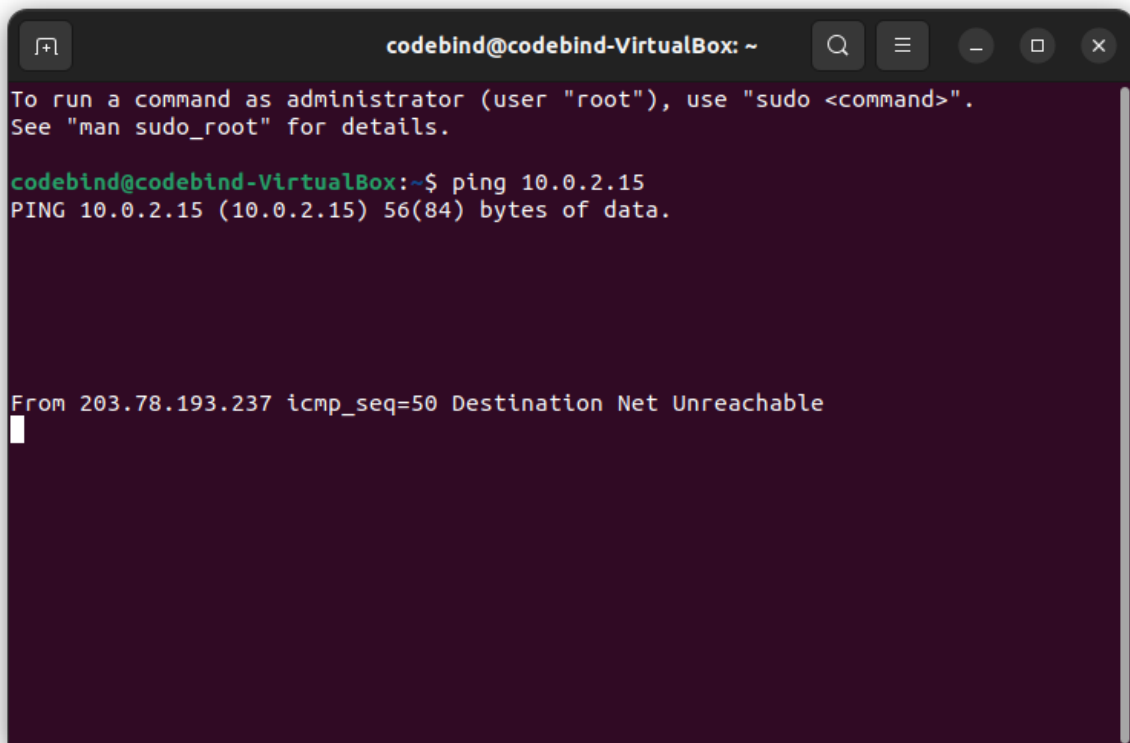 codebind@codebind-VirtualBox: ~
To run a command as administrator (user "root"), use "sudo <command>".
See "man sudo_root" for details.
codebind@codebind-VirtualBox:~$ ping 10.0.2.15
PING 10.0.2.15 (10.0.2.15) 56(84) bytes of data.
From 203.78.193.237 icmp_seq=50 Destination Net Unreachable